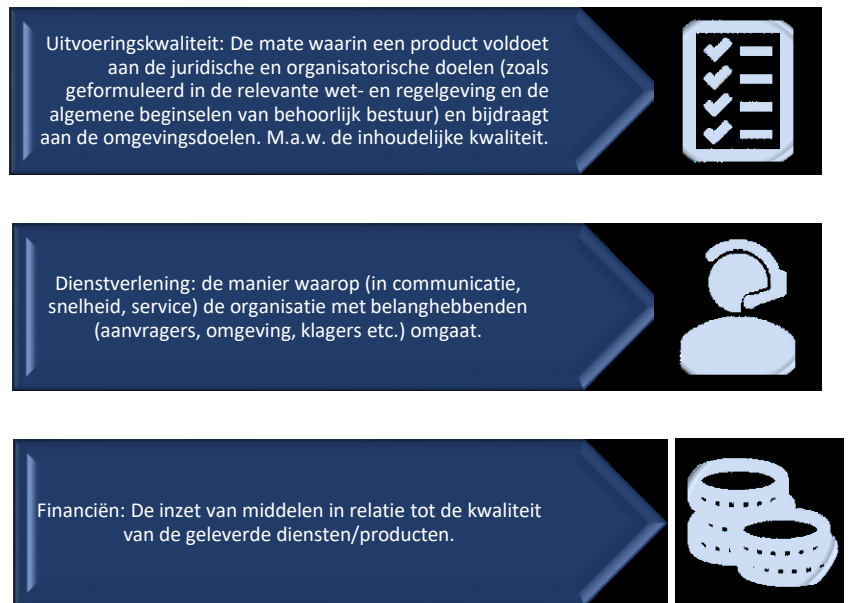 Uitvoeringskwaliteit: De mate waarin een product voldoet
aan de juridische en organisatorische doelen (zoals
geformuleerd in de relevante wet- en regelgeving en de
algemene beginselen van behoorlijk bestuur) en bijdraagt
aan de omgevingsdoelen. M.a.w. de inhoudelijke kwaliteit.
Dienstverlening: de manier waarop (in communicatie,
snelheid, service) de organisatie met belanghebbenden
(aanvragers, omgeving, klagers etc.) omgaat.
Financiën: De inzet van middelen in relatie tot de kwaliteit
van de geleverde diensten/producten.